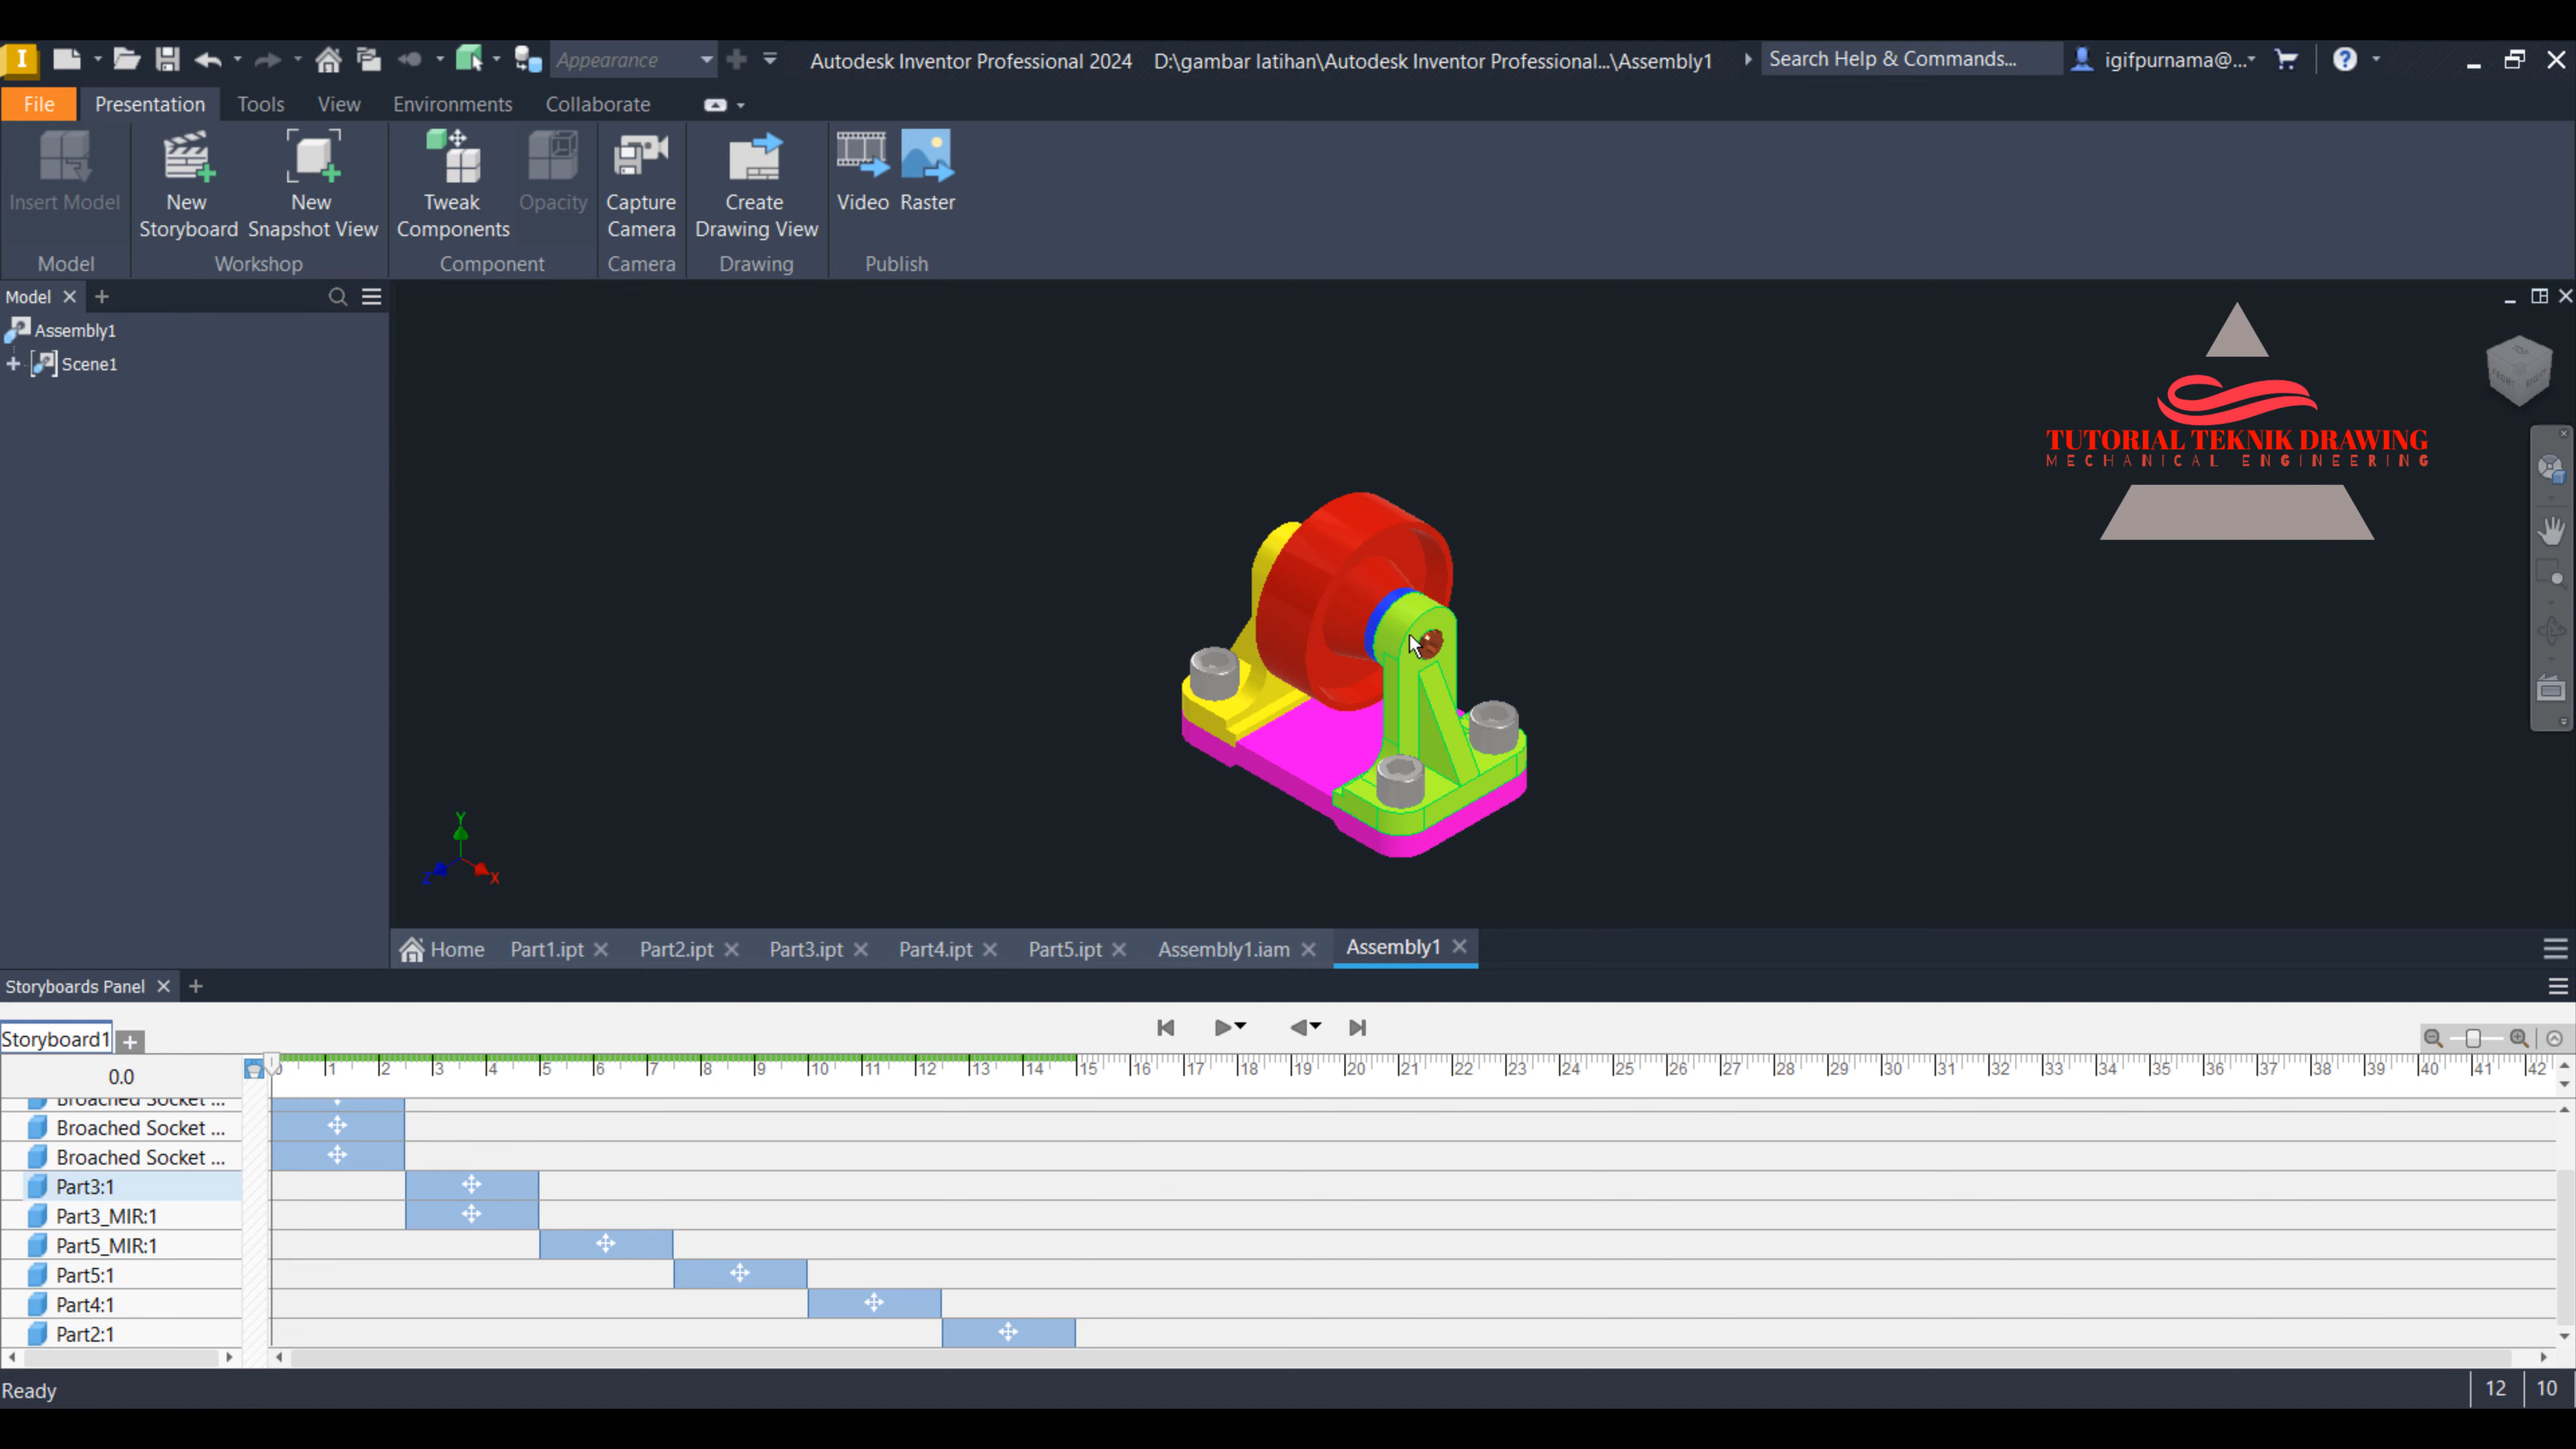 I
Appearance
Autodesk Inventor Professional 2024 D:\gambar latihan\Autodesk Inventor Professional...\Assembly1
Search Help & Commands...
igifpurnama@...
File Presentation Tools View Environments Collaborate
Insert Model
New Storyboard
New Snapshot View
Tweak Components
Opacity
Capture Camera
Create Drawing View
Video
Raster
Model Workshop Component Camera Drawing Publish
Model
Assembly1
Scene1
FRONT RIGHT
TUTORIAL TEKNIK DRAWING
MECHANICAL ENGINEERING
Y
Z
X
Home Part1.ipt Part2.ipt Part3.ipt Part4.ipt Part5.ipt Assembly1.iam Assembly1
Storyboards Panel
Storyboard1
0.0
0 1 2 3 4 5 6 7 8 9 10 11 12 13 14 15 16 17 18 19 20 21 22 23 24 25 26 27 28 29 30 31 32 33 34 35 36 37 38 39 40 41 42
Broached Socket ...
Broached Socket ...
Broached Socket ...
Part3:1
Part3_MIR:1
Part5_MIR:1
Part5:1
Part4:1
Part2:1
Ready
12 10